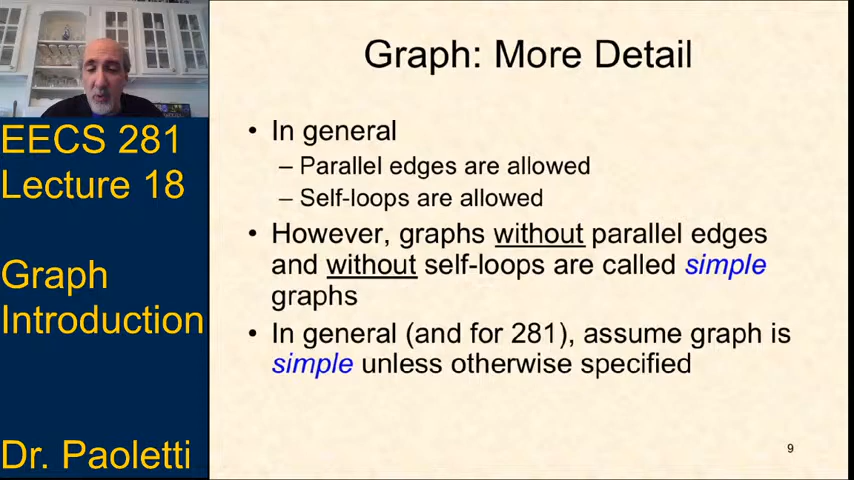 EECS 281
Lecture 18
Graph
Introduction
Dr. Paoletti
Graph: More Detail
• In general
– Parallel edges are allowed
– Self-loops are allowed
• However, graphs without parallel edges
and without self-loops are called simple
graphs
• In general (and for 281), assume graph is
simple unless otherwise specified
9